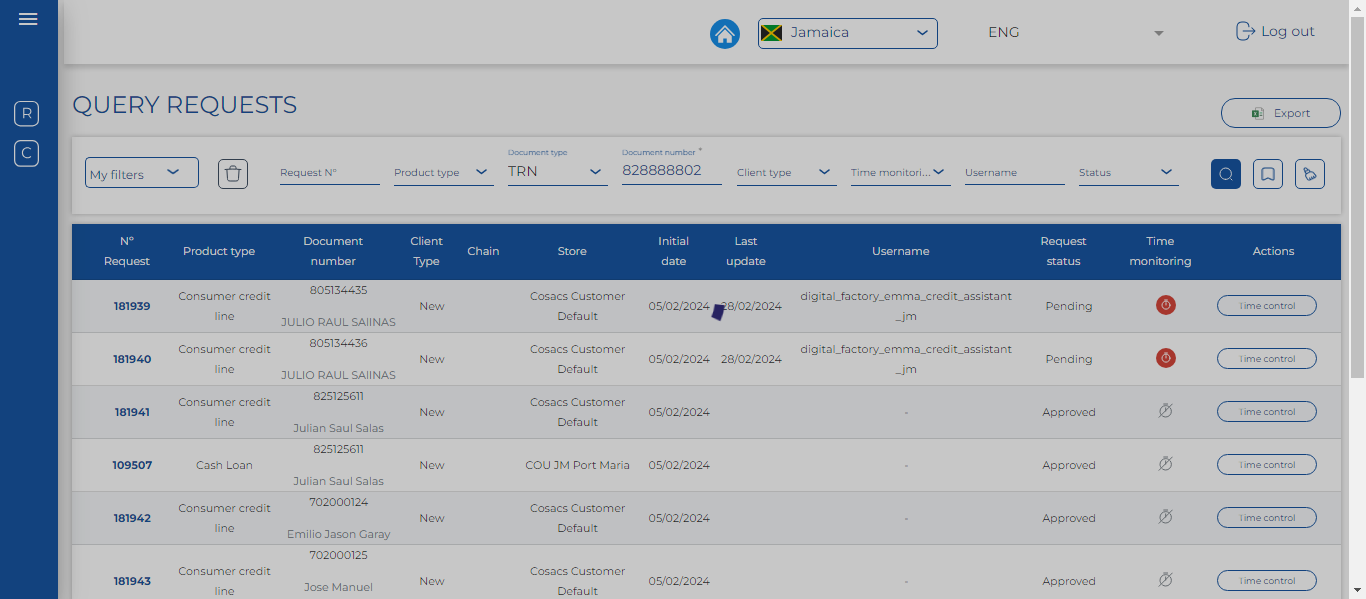 Jamaica
ENG
Log out
R
C
QUERY REQUESTS
Export
My filters
Request N°
Product type
Document type
TRN
Document number *
828888802
Client type
Time monitori...
Username
Status
N° Request
Product type
Document number
Client Type
Chain
Store
Initial date
Last update
Username
Request status
Time monitoring
Actions
181939
Consumer credit line
805134435
JULIO RAUL SAIINAS
New
Cosacs Customer Default
05/02/2024
28/02/2024
digital_factory_emma_credit_assistant_jm
Pending
Time control
181940
Consumer credit line
805134436
JULIO RAUL SAIINAS
New
Cosacs Customer Default
05/02/2024
28/02/2024
digital_factory_emma_credit_assistant_jm
Pending
Time control
181941
Consumer credit line
825125611
Julian Saul Salas
New
Cosacs Customer Default
05/02/2024
-
Approved
Time control
109507
Cash Loan
825125611
Julian Saul Salas
New
COU JM Port Maria
05/02/2024
-
Approved
Time control
181942
Consumer credit line
702000124
Emilio Jason Garay
New
Cosacs Customer Default
05/02/2024
-
Approved
Time control
181943
Consumer credit line
702000125
Jose Manuel
New
Cosacs Customer Default
05/02/2024
-
Approved
Time control